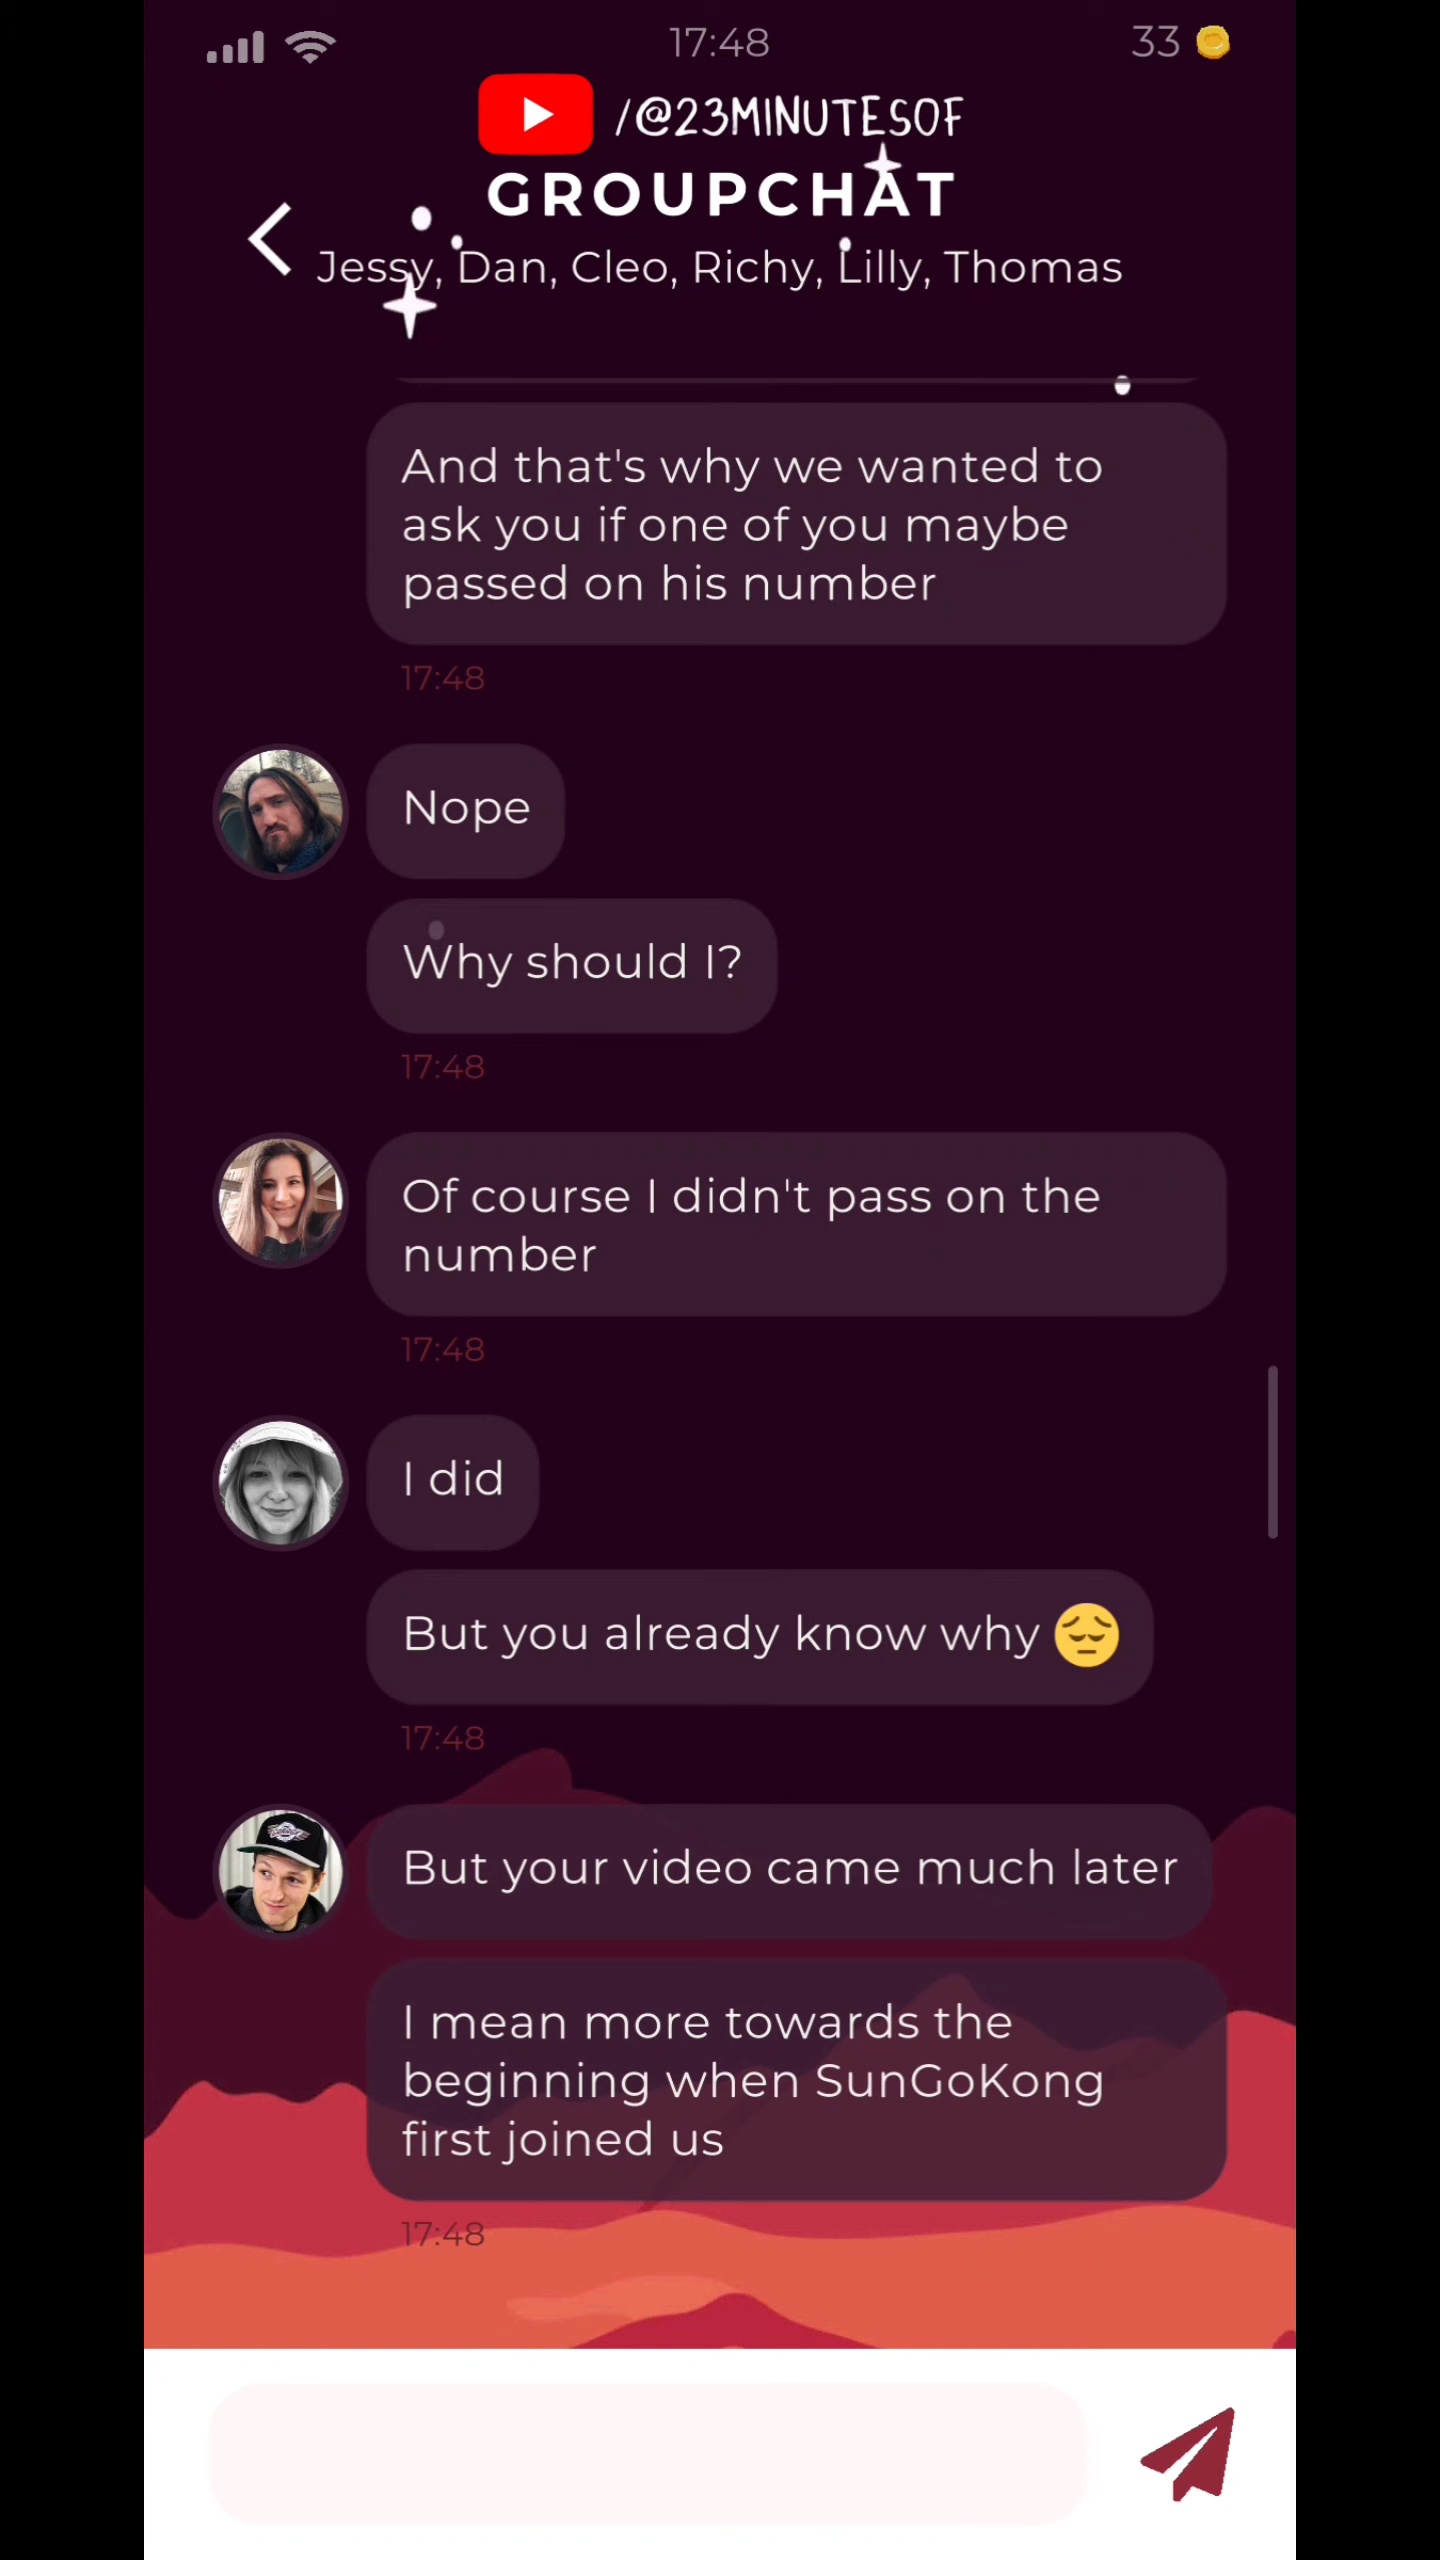 17:48
33
/@23MINUTESOF
GROUPCHAT
Jessy, Dan, Cleo, Richy, Lilly, Thomas
And that's why we wanted to
ask you if one of you maybe
passed on his number
17:48
Nope
Why should I?
17:48
Of course I didn't pass on the
number
17:48
I did
But you already know why 😔
17:48
But your video came much later
I mean more towards the
beginning when SunGoKong
first joined us
17:48